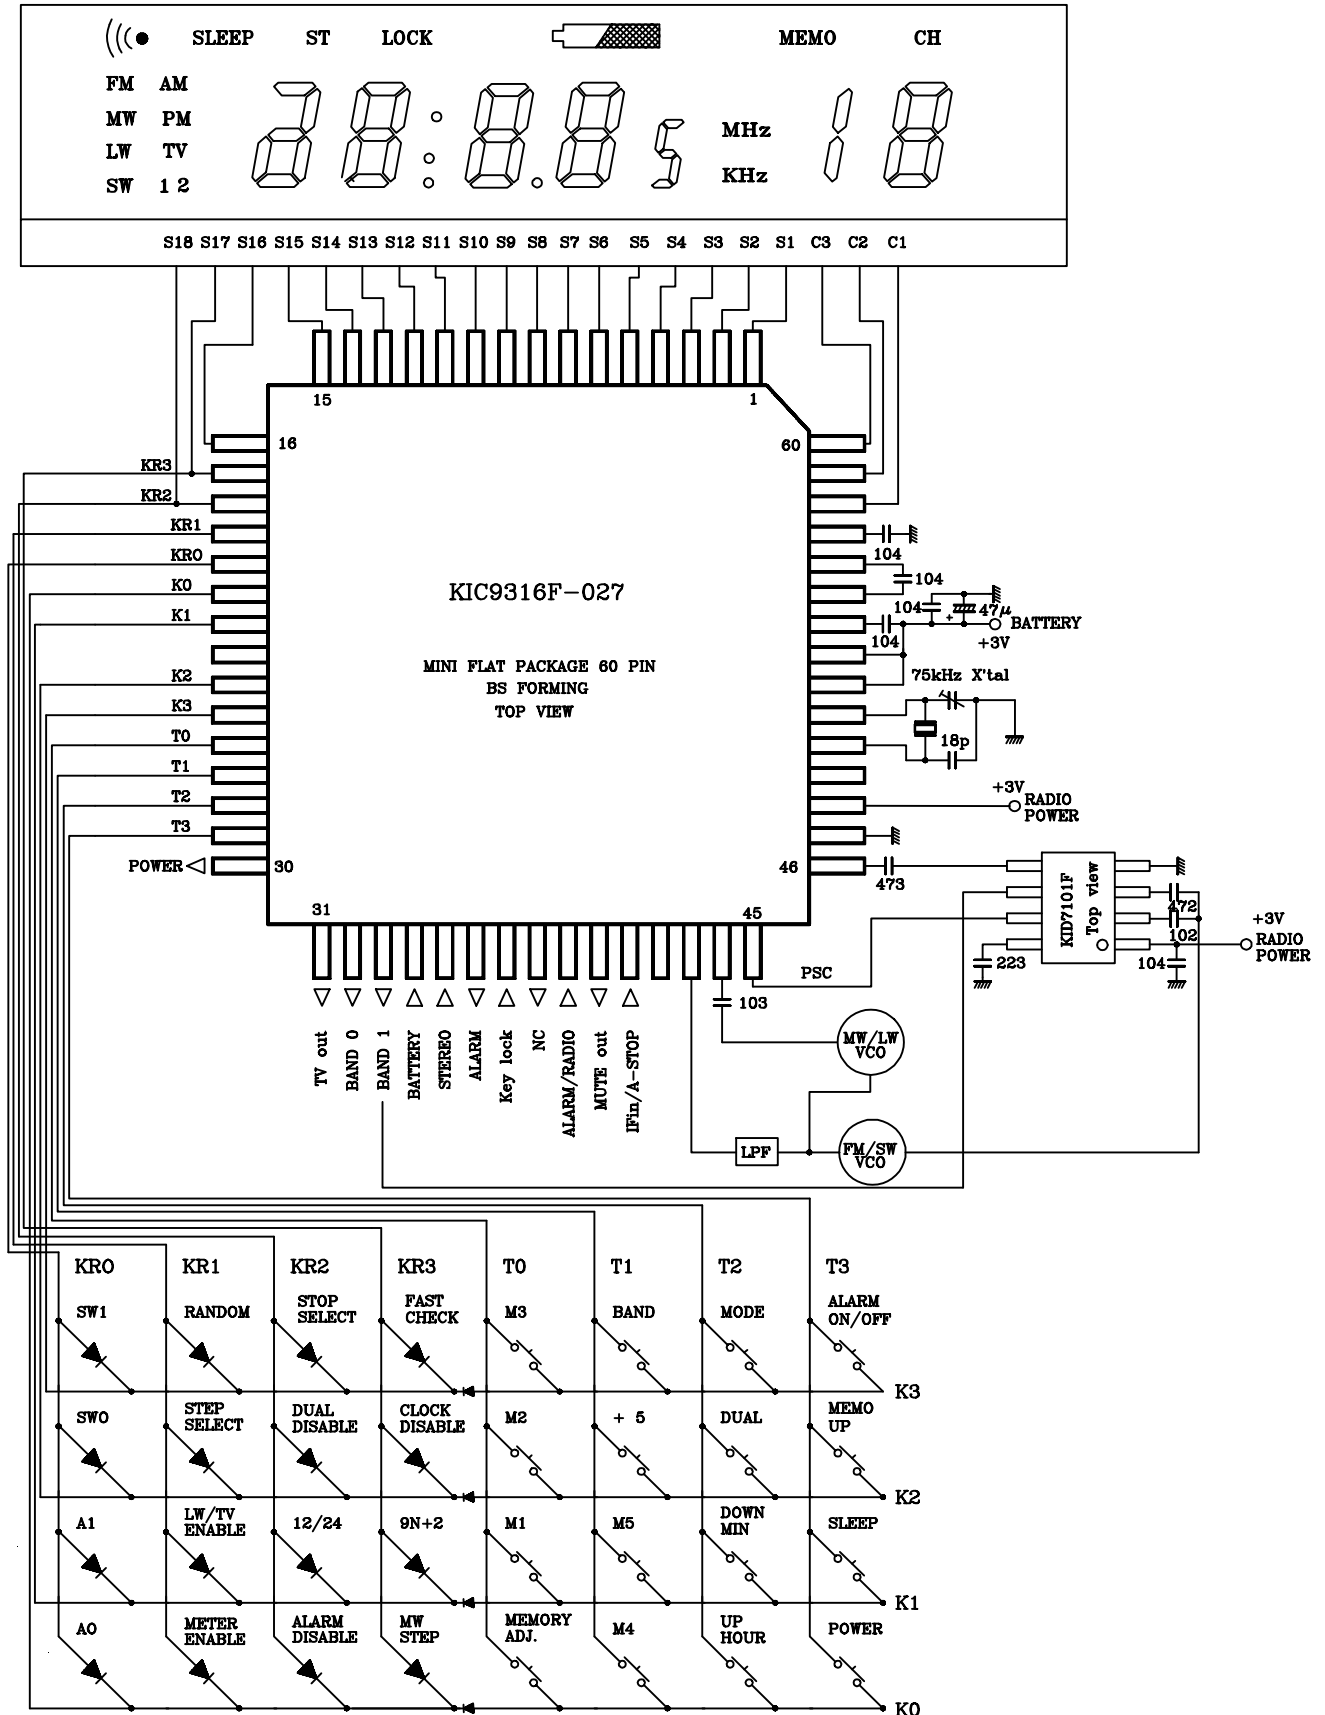 SLEEP ST LOCK MEMO CH
FM AM
MW PM
LW TV
SW 1 2
MHz
KHz
S18 S17 S16 S15 S14 S13 S12 S11 S10 S9 S8 S7 S6 S5 S4 S3 S2 S1 C3 C2 C1
15
1
16
60
KR3
KR2
KR1
KR0
K0
K1
K2
K3
T0
T1
T2
T3
POWER
30
46
31
45
KIC9316F-027
MINI FLAT PACKAGE 60 PIN
BS FORMING
TOP VIEW
104
104
104
47μ
+
104
BATTERY
+3V
75kHz X'tal
18p
+3V
RADIO
POWER
473
KID7101F
Top view
472
102
104
223
+3V
RADIO
POWER
PSC
103
TV out
BAND 0
BAND 1
BATTERY
STEREO
ALARM
Key lock
NC
ALARM/RADIO
MUTE out
IFin/A-STOP
MW/LW
VCO
LPF
FM/SW
VCO
KR0 KR1 KR2 KR3 T0 T1 T2 T3
SW1
RANDOM
STOP
SELECT
FAST
CHECK
M3
BAND
MODE
ALARM
ON/OFF
K3
SW0
STEP
SELECT
DUAL
DISABLE
CLOCK
DISABLE
M2
+ 5
DUAL
MEMO
UP
K2
A1
LW/TV
ENABLE
12/24
9N+2
M1
M5
DOWN
MIN
SLEEP
K1
A0
METER
ENABLE
ALARM
DISABLE
MW
STEP
MEMORY
ADJ.
M4
UP
HOUR
POWER
K0